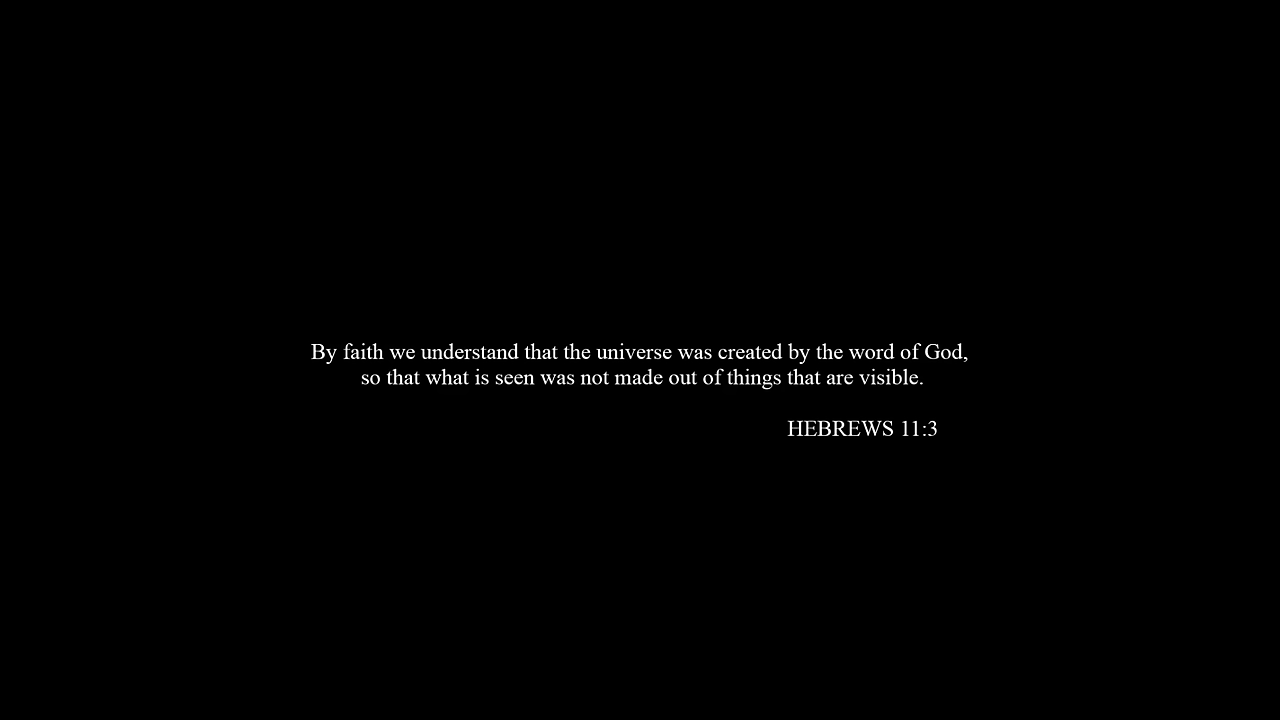 By faith we understand that the universe was created by the word of God,
so that what is seen was not made out of things that are visible.
HEBREWS 11:3